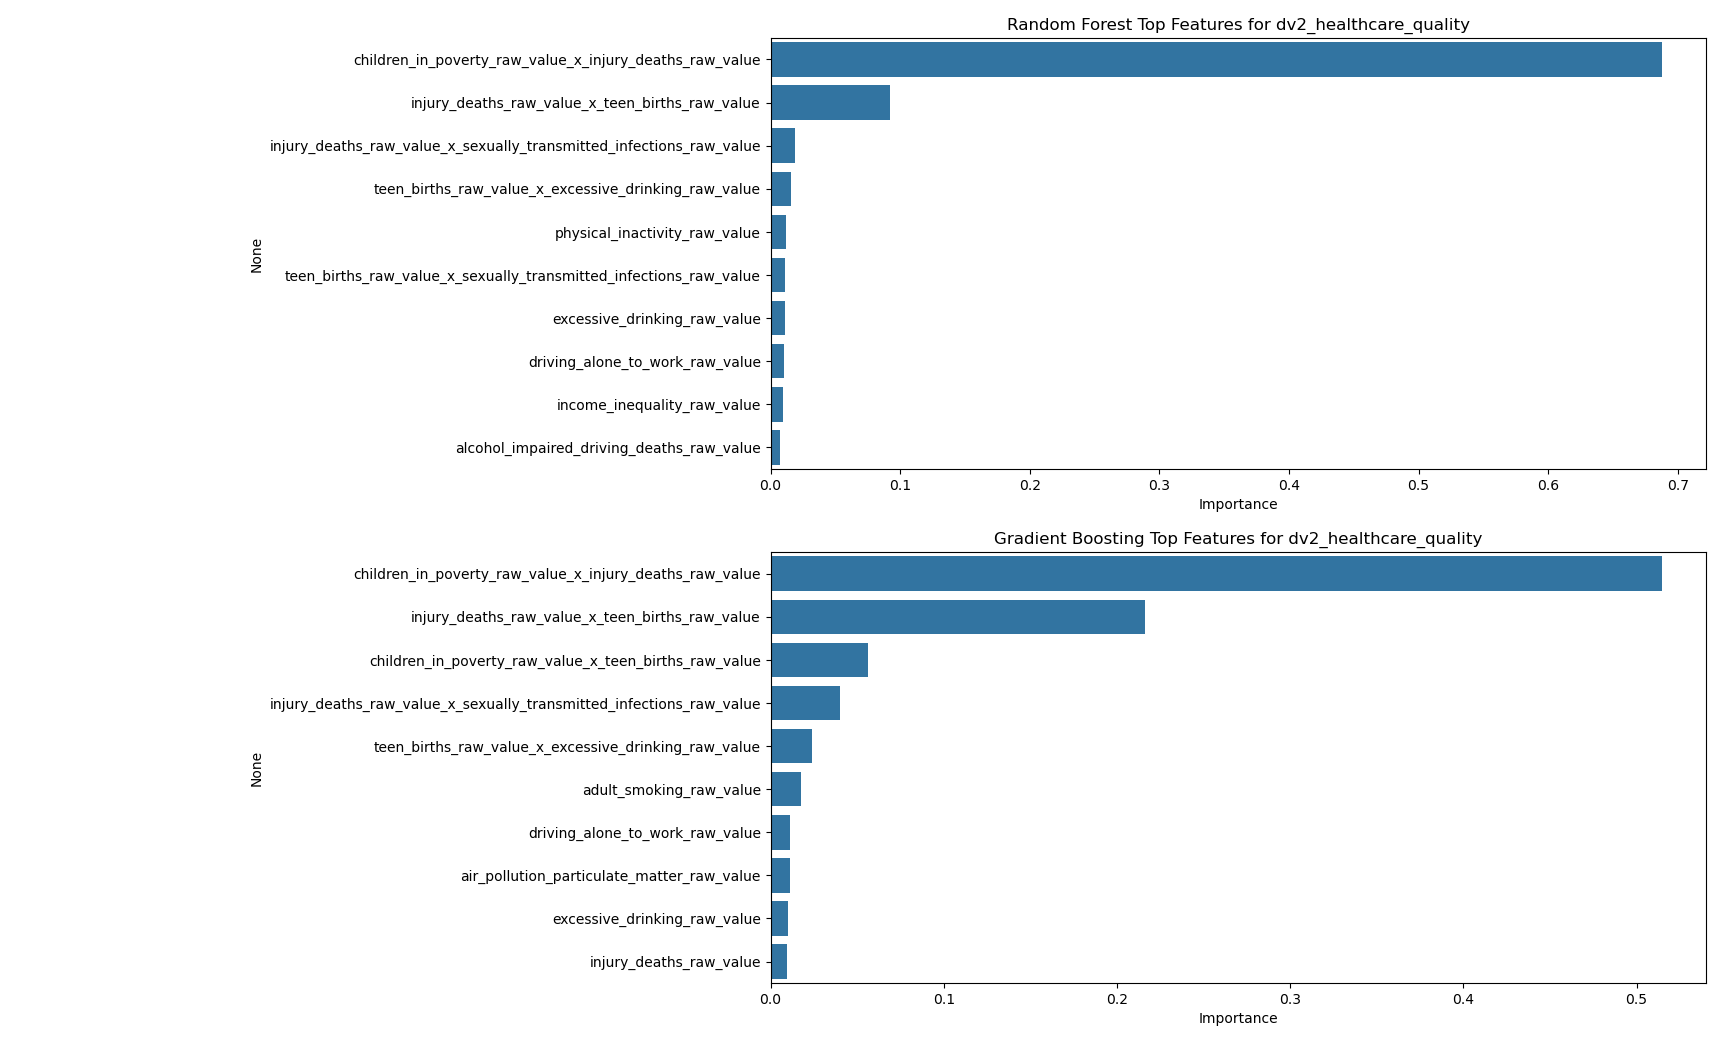 Random Forest Top Features for dv2_healthcare_quality
children_in_poverty_raw_value_x_injury_deaths_raw_value
injury_deaths_raw_value_x_teen_births_raw_value
injury_deaths_raw_value_x_sexually_transmitted_infections_raw_value
teen_births_raw_value_x_excessive_drinking_raw_value
physical_inactivity_raw_value
teen_births_raw_value_x_sexually_transmitted_infections_raw_value
excessive_drinking_raw_value
driving_alone_to_work_raw_value
income_inequality_raw_value
alcohol_impaired_driving_deaths_raw_value
None
0.0 0.1 0.2 0.3 0.4 0.5 0.6 0.7
Importance
Gradient Boosting Top Features for dv2_healthcare_quality
children_in_poverty_raw_value_x_injury_deaths_raw_value
injury_deaths_raw_value_x_teen_births_raw_value
children_in_poverty_raw_value_x_teen_births_raw_value
injury_deaths_raw_value_x_sexually_transmitted_infections_raw_value
teen_births_raw_value_x_excessive_drinking_raw_value
adult_smoking_raw_value
driving_alone_to_work_raw_value
air_pollution_particulate_matter_raw_value
excessive_drinking_raw_value
injury_deaths_raw_value
None
0.0 0.1 0.2 0.3 0.4 0.5
Importance